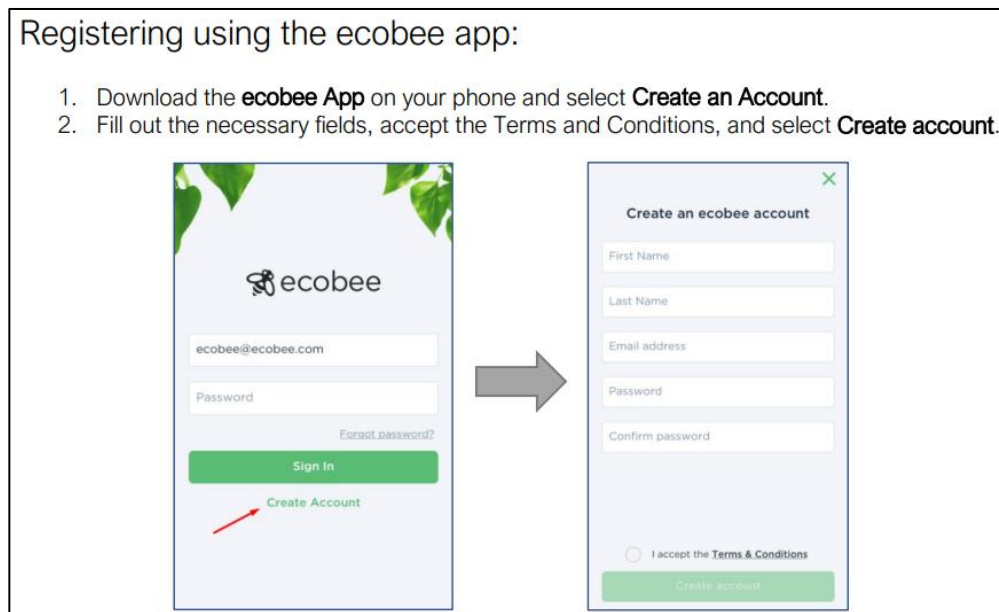 Registering using the ecobee app:
1. Download the ecobee App on your phone and select Create an Account.
2. Fill out the necessary fields, accept the Terms and Conditions, and select Create account.
ecobee
ecobee@ecobee.com
Password
Forgot password?
Sign In
Create Account
Create an ecobee account
First Name
Last Name
Email address
Password
Confirm password
I accept the Terms & Conditions
Create account